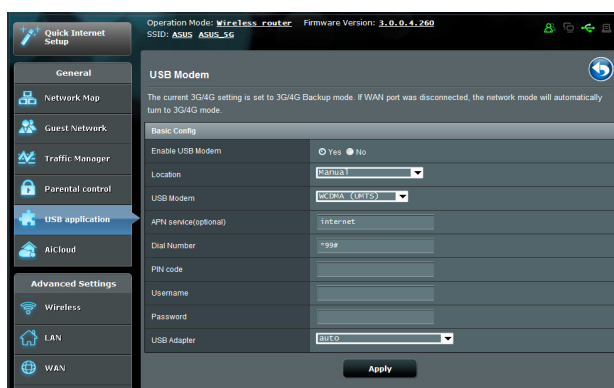 Quick Internet
Setup
Operation Mode: Wireless router Firmware Version: 3.0.0.4.260
SSID: ASUS ASUS_5G
General
Network Map
Guest Network
Traffic Manager
Parental control
USB application
AiCloud
Advanced Settings
Wireless
LAN
WAN
USB Modem
The current 3G/4G setting is set to 3G/4G Backup mode. If WAN port was disconnected, the network mode will automatically
turn to 3G/4G mode.
Basic Config
Enable USB Modem Yes No
Location Manual
USB Modem WCDMA (UMTS)
APN service(optional) internet
Dial Number *99#
PIN code
Username
Password
USB Adapter auto
Apply